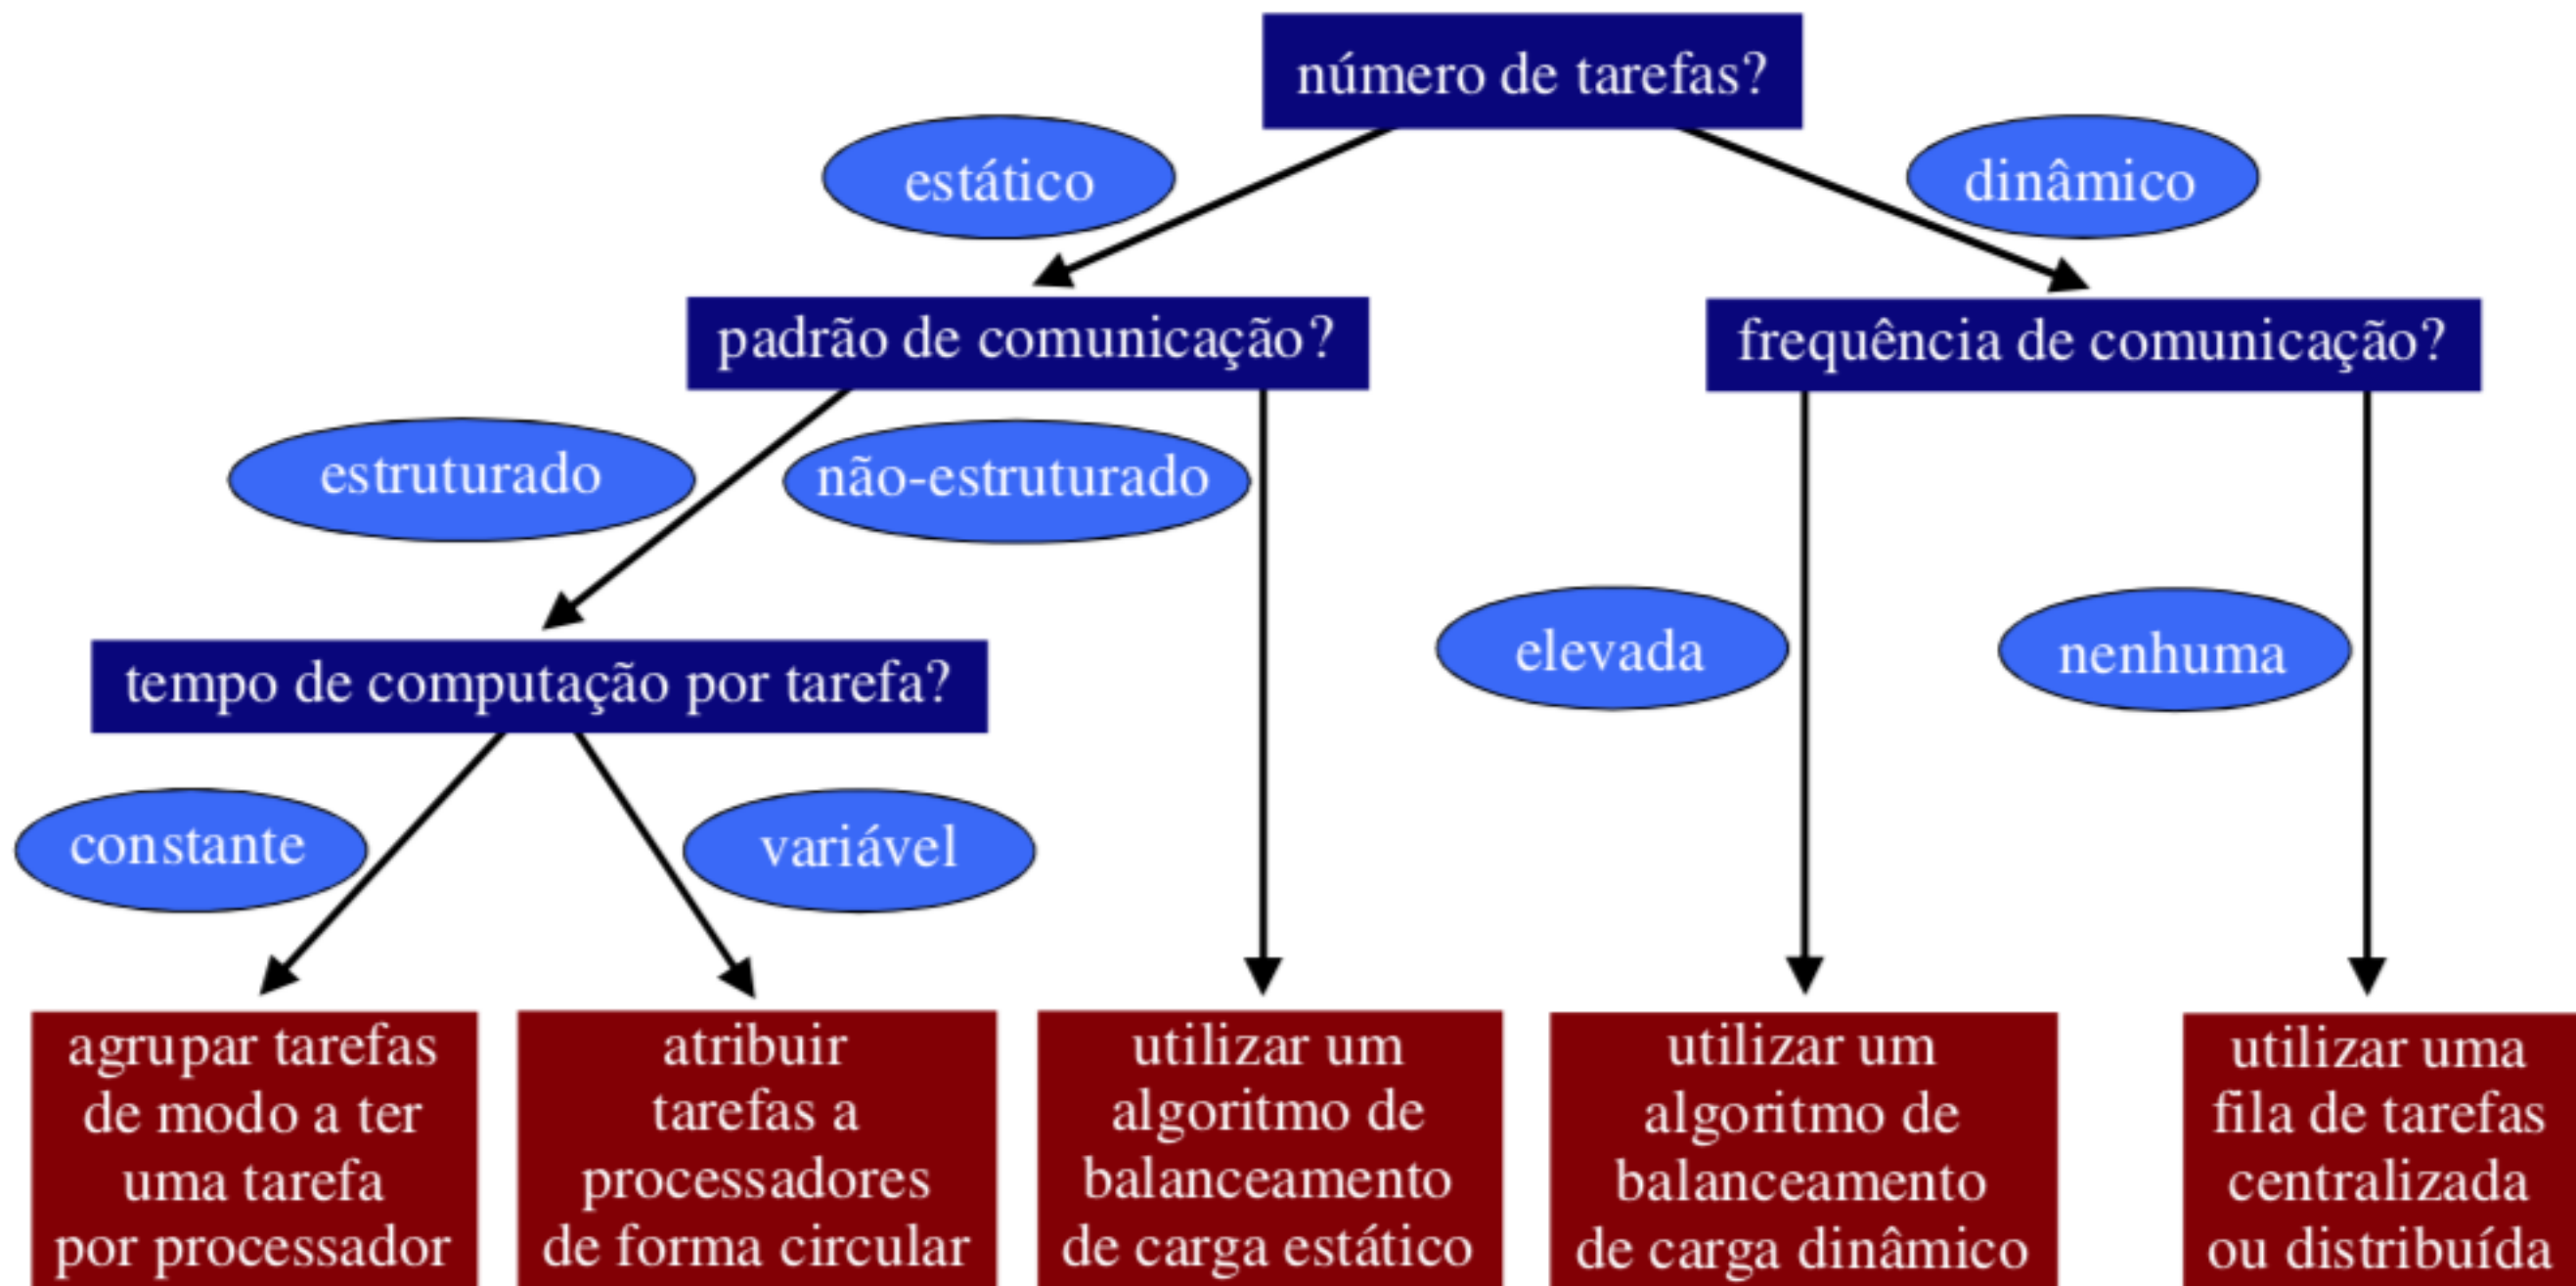 número de tarefas?
estático
dinâmico
padrão de comunicação?
frequência de comunicação?
estruturado
não-estruturado
elevada
nenhuma
tempo de computação por tarefa?
constante
variável
agrupar tarefas
de modo a ter
uma tarefa
por processador
atribuir
tarefas a
processadores
de forma circular
utilizar um
algoritmo de
balanceamento
de carga estático
utilizar um
algoritmo de
balanceamento
de carga dinâmico
utilizar uma
fila de tarefas
centralizada
ou distribuída